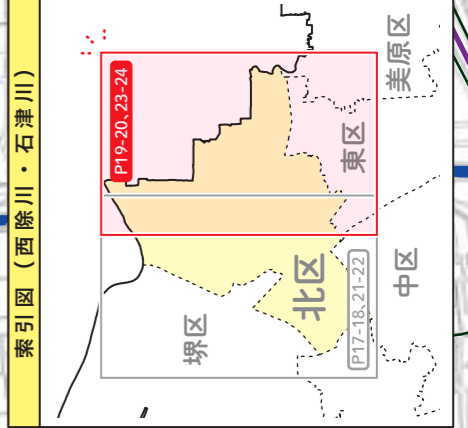 索引図（西除川・石津川）
P19-20、23-24
美原区
東区
堺区
北区
P17-18、21-22
中区